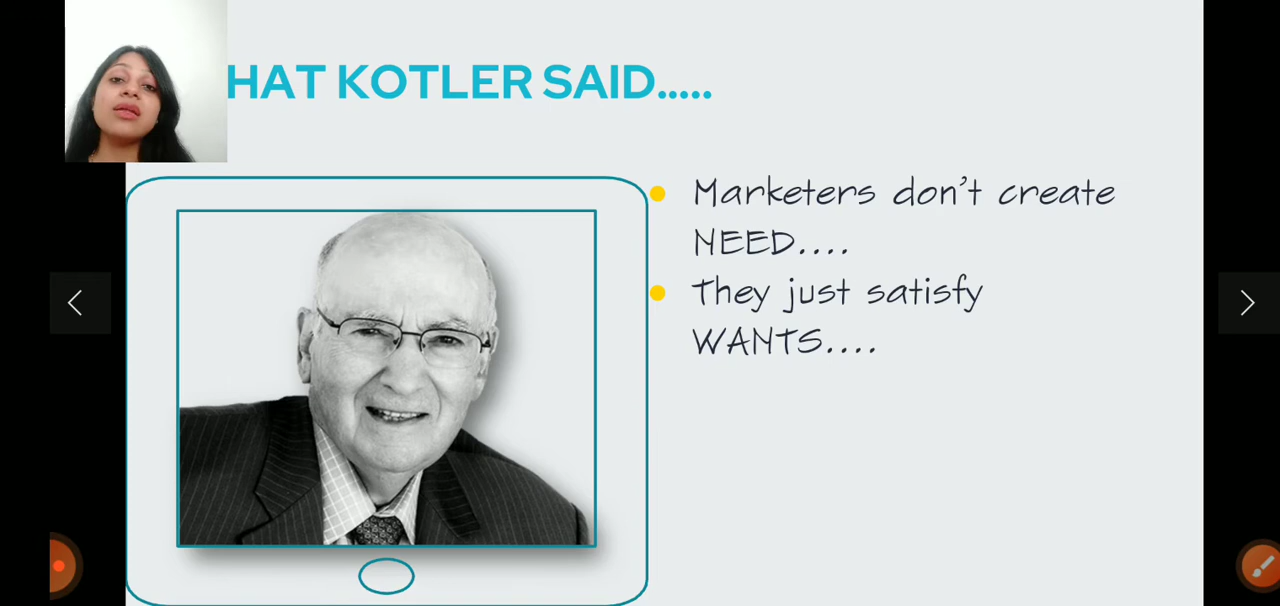 HAT KOTLER SAID.....
Marketers don't create
NEED....
They just satisfy
WANTS....